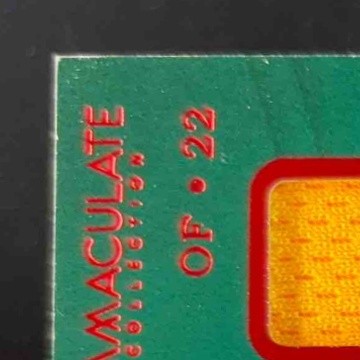 MACULATE
COLLECTION
OF • 22